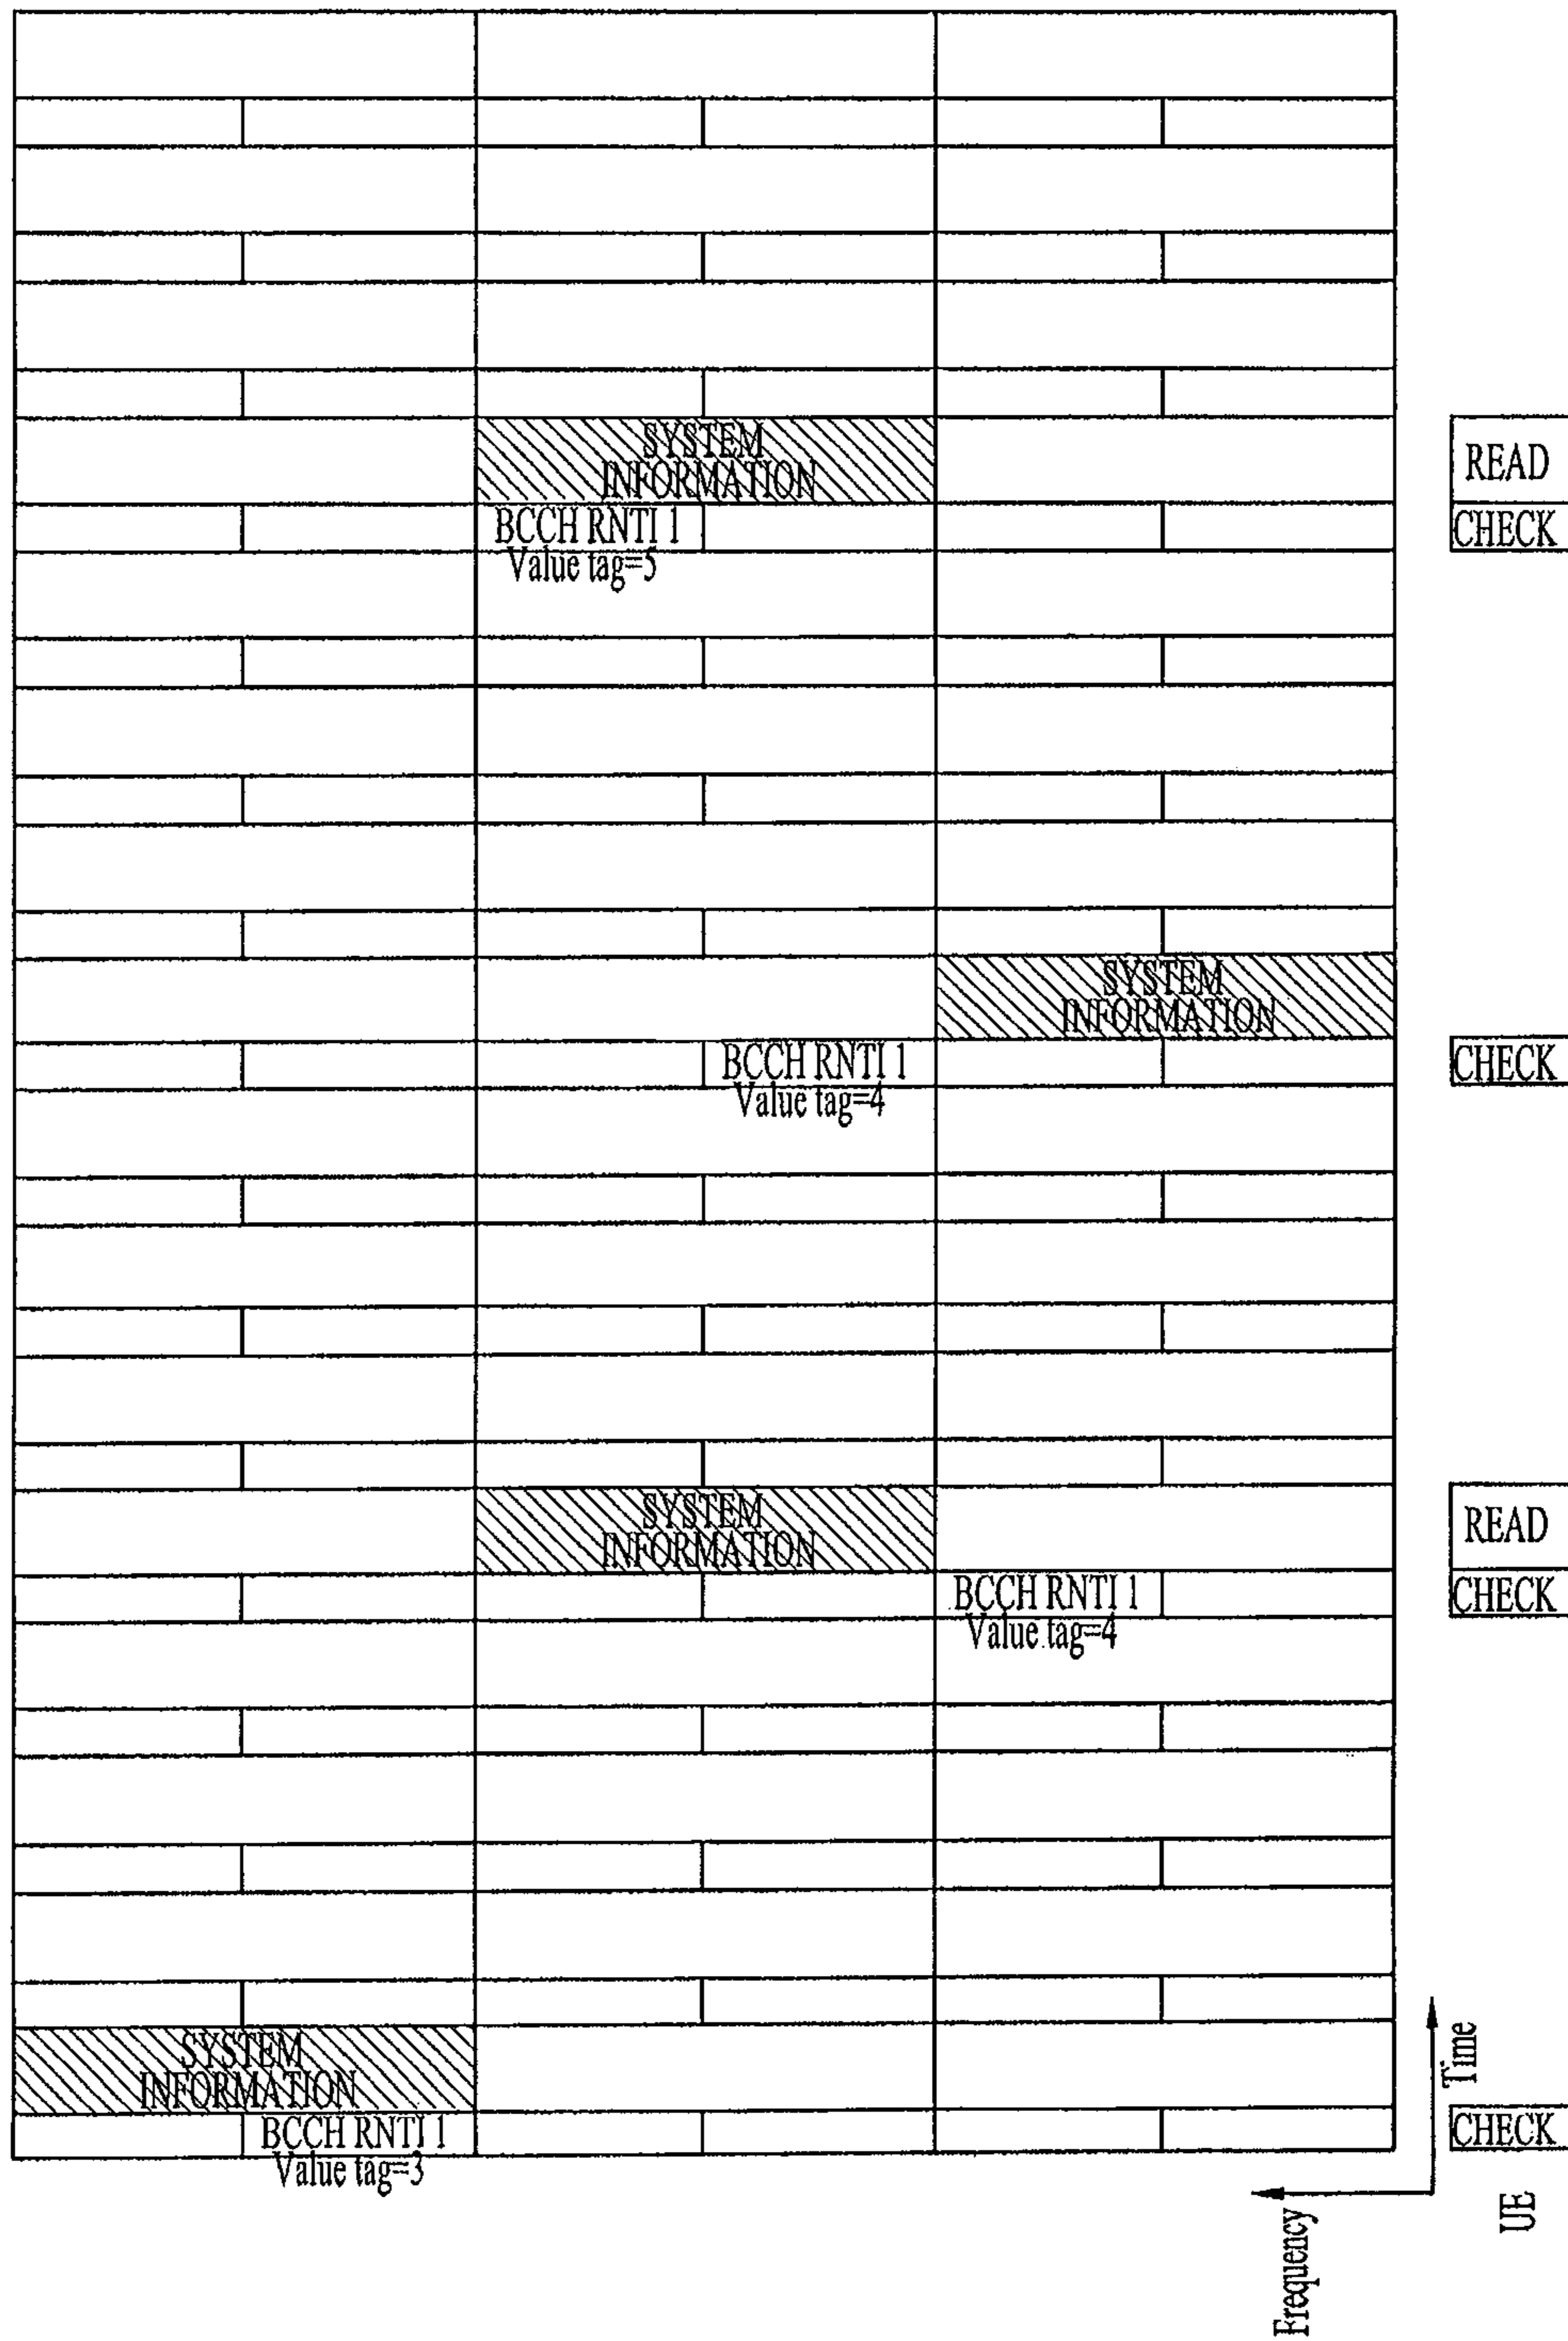 SYSTEM
INFORMATION
READ
BCCH RNTI 1
Value tag=5
CHECK
SYSTEM
INFORMATION
BCCH RNTI 1
Value tag=4
CHECK
SYSTEM
INFORMATION
READ
BCCH RNTI 1
Value tag=4
CHECK
SYSTEM
INFORMATION
Time
BCCH RNTI 1
Value tag=3
CHECK
Frequency
UE